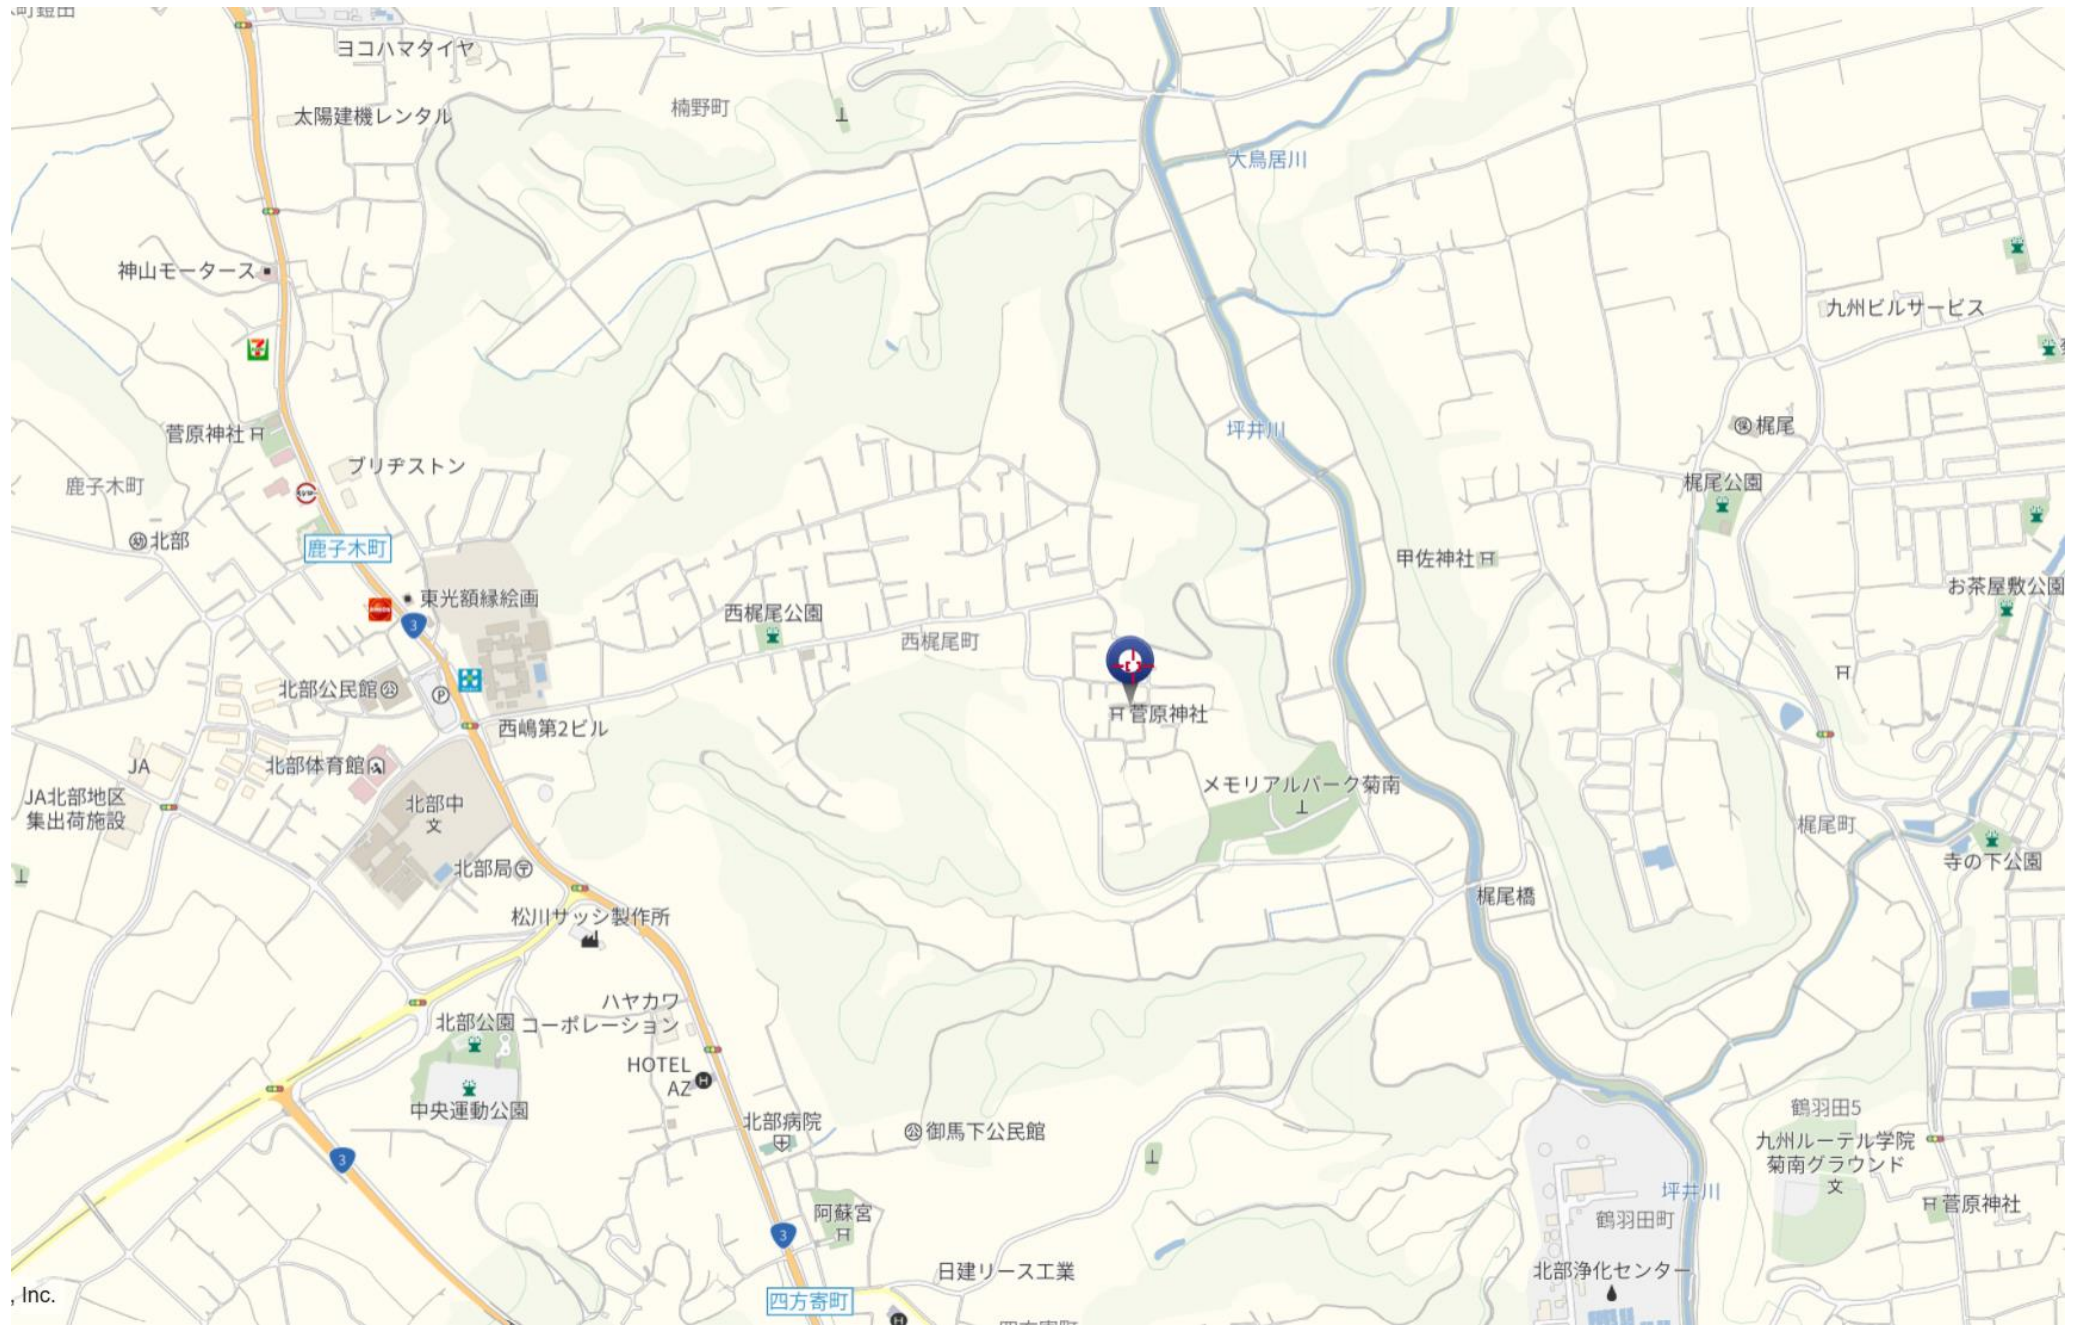 ヨコハマタイヤ
太陽建機レンタル
楠野町
大鳥居川
神山モータース
九州ビルサービス
菅原神社
坪井川
梶尾
ブリヂストン
鹿子木町
梶尾公園
北部
鹿子木町
甲佐神社
お茶屋敷公園
東光額縁絵画
3
西梶尾公園
西梶尾町
北部公民館
P
菅原神社
西嶋第2ビル
JA
北部体育館
メモリアルパーク菊南
JA北部地区
集出荷施設
北部中
文
梶尾町
北部局
寺の下公園
梶尾橋
松川サッシ製作所
ハヤカワ
コーポレーション
北部公園
HOTEL
AZ
H
中央運動公園
鶴羽田5
北部病院
公御馬下公民館
九州ルーテル学院
菊南グラウンド
文
3
坪井川
菅原神社
阿蘇宮
鶴羽田町
3
日建リース工業
北部浄化センター
, Inc.
四方寄町
H